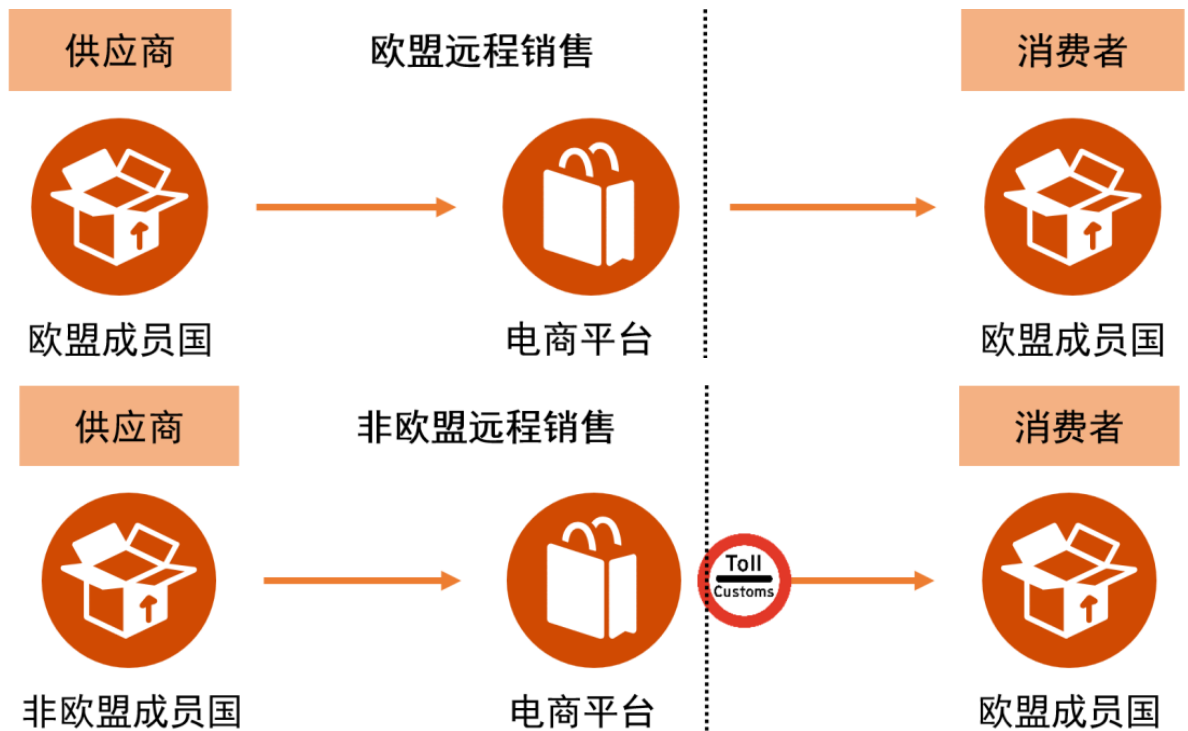 供应商
欧盟远程销售
消费者
欧盟成员国
电商平台
欧盟成员国
供应商
非欧盟远程销售
消费者
Toll
Customs
非欧盟成员国
电商平台
欧盟成员国